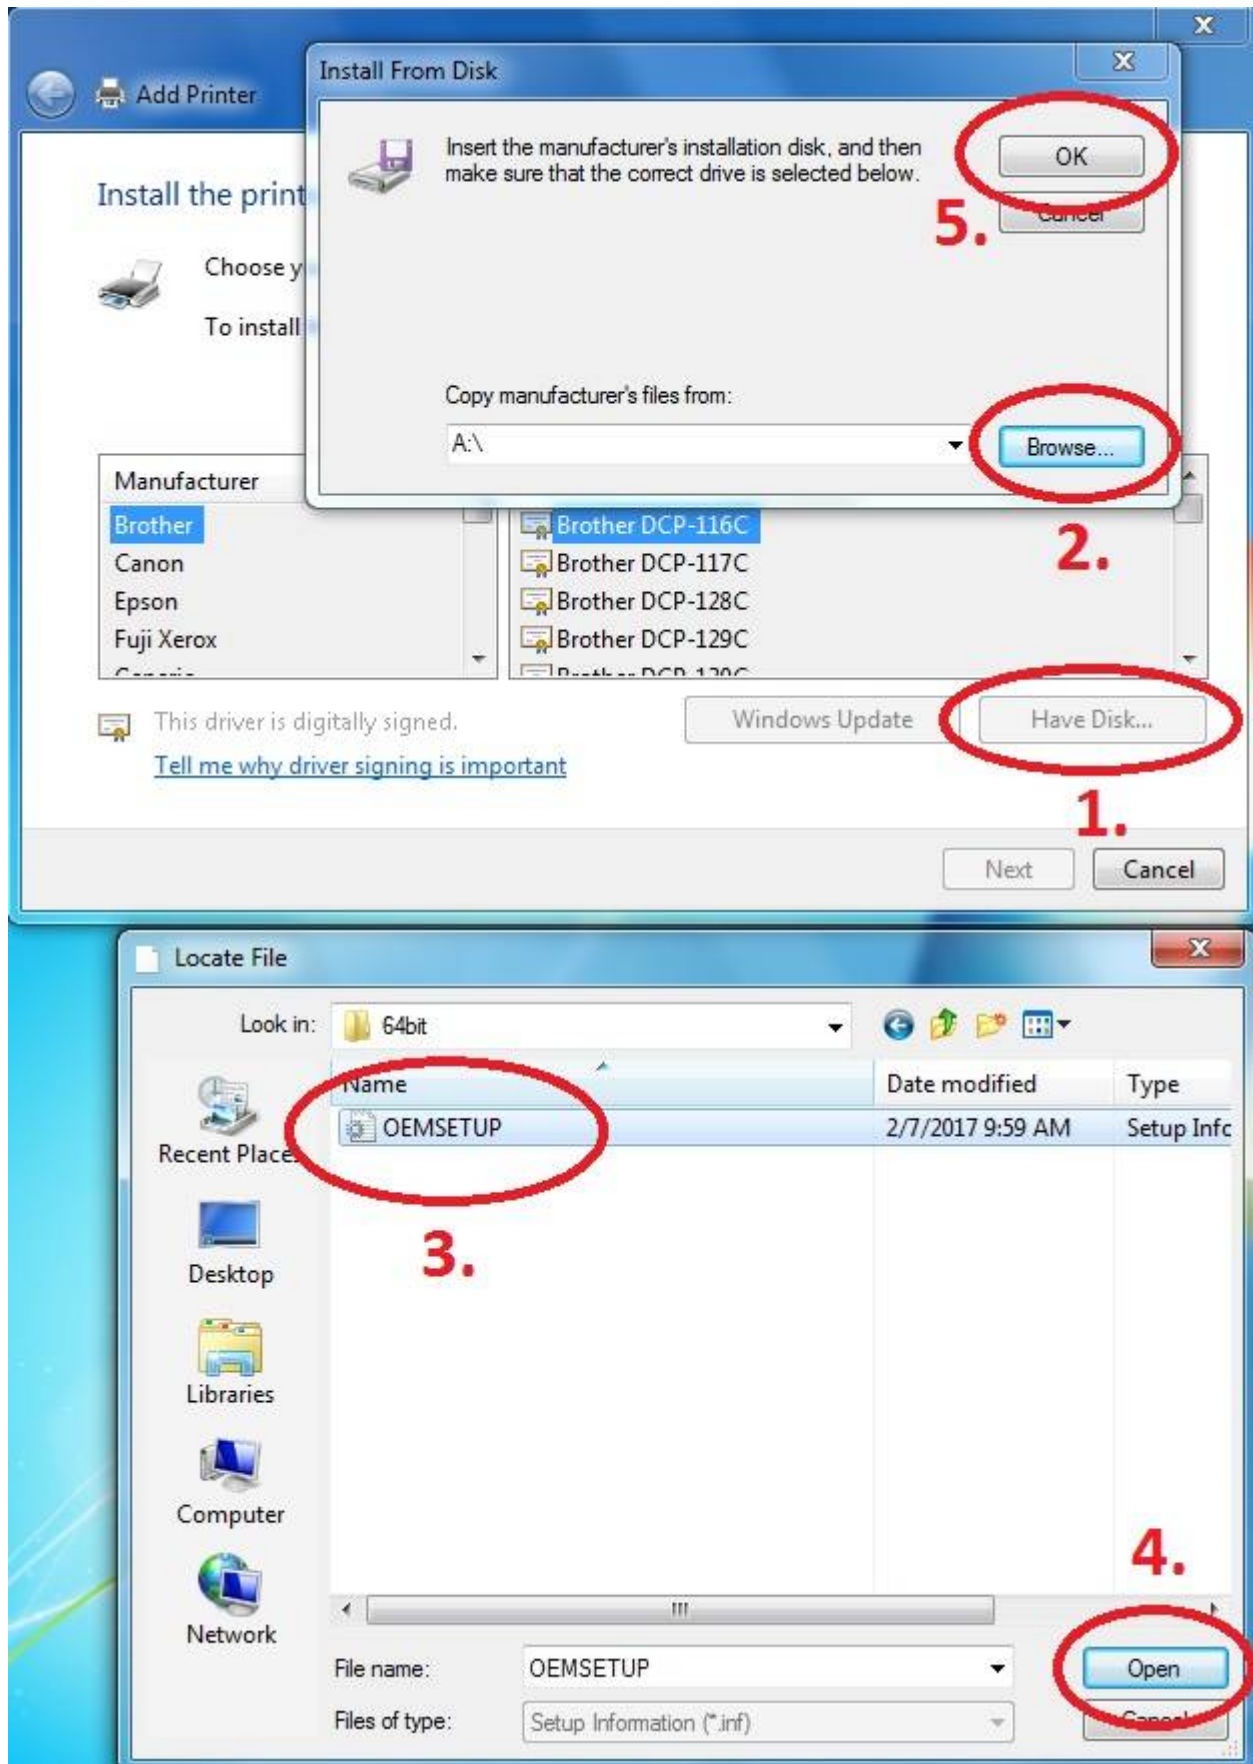 Add Printer
Install From Disk
Insert the manufacturer's installation disk, and then
make sure that the correct drive is selected below.
OK
Cancel
5.
Install the print
Choose y
To install
Copy manufacturer's files from:
A:\
Browse...
2.
Manufacturer
Brother
Canon
Epson
Fuji Xerox
Generic
Brother DCP-116C
Brother DCP-117C
Brother DCP-128C
Brother DCP-129C
This driver is digitally signed.
Tell me why driver signing is important
Windows Update
Have Disk...
1.
Next
Cancel
Locate File
Look in:
64bit
Name
Date modified
Type
OEMSETUP
2/7/2017 9:59 AM
Setup Info
3.
Recent Places
Desktop
Libraries
Computer
Network
4.
File name:
OEMSETUP
Open
Files of type:
Setup Information (*.inf)
Cancel